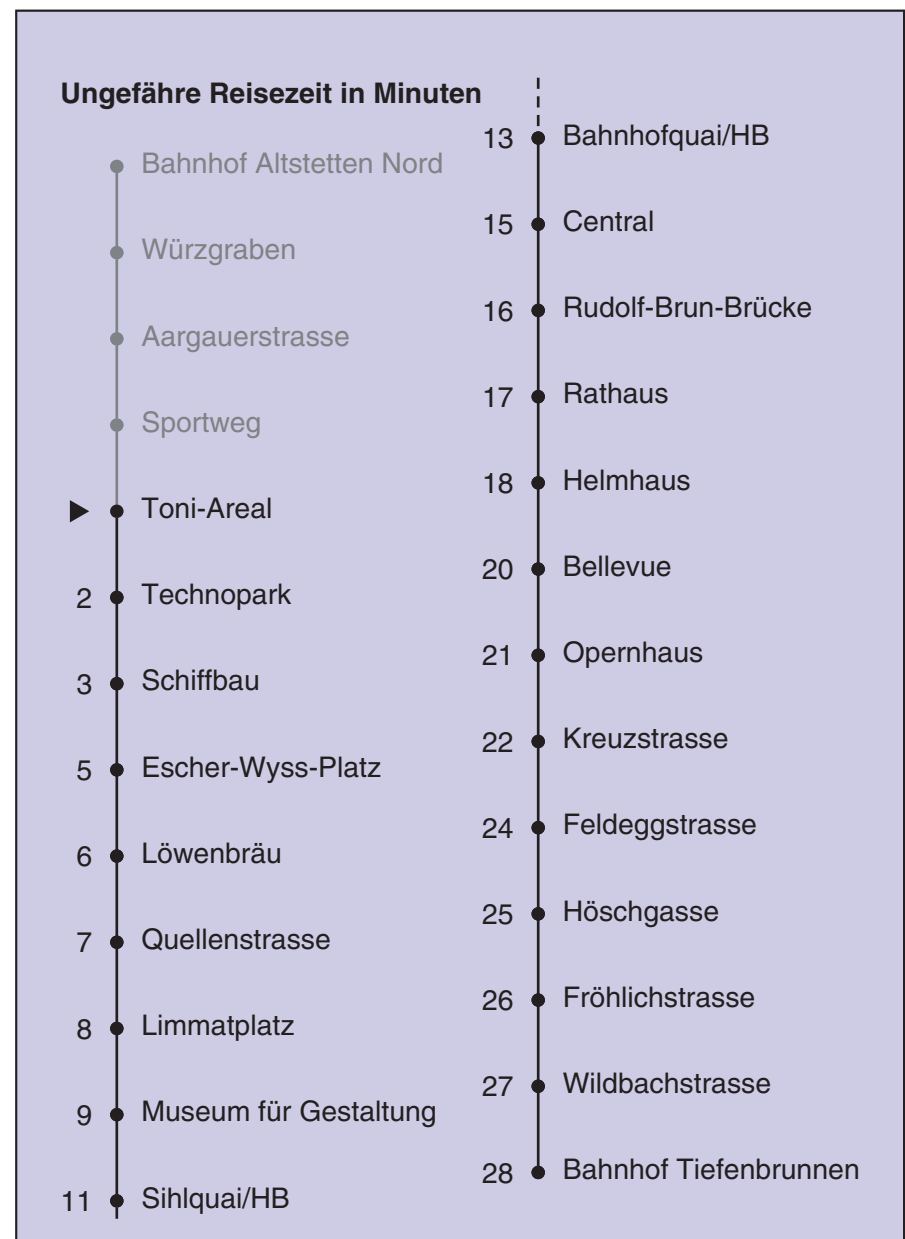 Ungefähre Reisezeit in Minuten
Bahnhof Altstetten Nord
Würzgraben
Aargauerstrasse
Sportweg
Toni-Areal
2 Technopark
3 Schiffbau
5 Escher-Wyss-Platz
6 Löwenbräu
7 Quellenstrasse
8 Limmatplatz
9 Museum für Gestaltung
11 Sihlquai/HB
13 Bahnhofquai/HB
15 Central
16 Rudolf-Brun-Brücke
17 Rathaus
18 Helmhaus
20 Bellevue
21 Opernhaus
22 Kreuzstrasse
24 Feldeggstrasse
25 Höschgasse
26 Fröhlichstrasse
27 Wildbachstrasse
28 Bahnhof Tiefenbrunnen